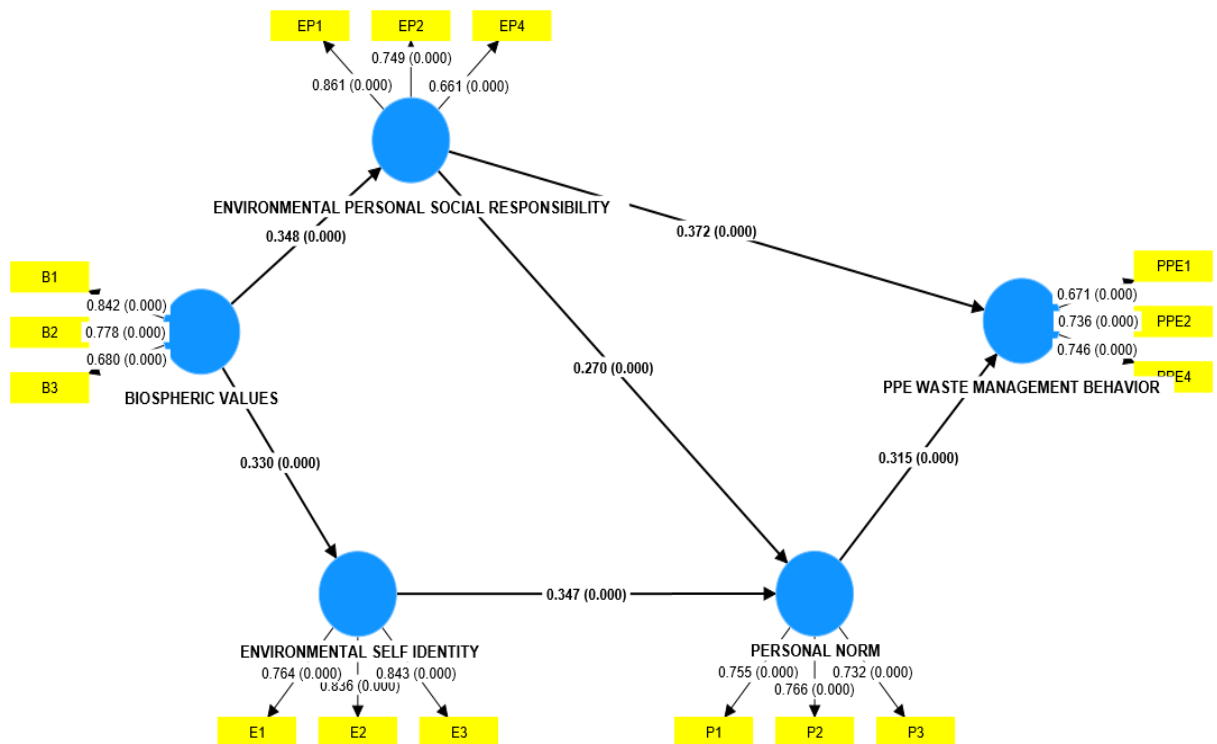 EP1
EP2
EP4
0.861 (0.000)
0.749 (0.000)
0.661 (0.000)
ENVIRONMENTAL PERSONAL SOCIAL RESPONSIBILITY
0.348 (0.000)
0.372 (0.000)
B1
B2
B3
0.842 (0.000)
0.778 (0.000)
0.680 (0.000)
BIOSPHERIC VALUES
PPE1
PPE2
PPE4
0.671 (0.000)
0.736 (0.000)
0.746 (0.000)
PPE WASTE MANAGEMENT BEHAVIOR
0.270 (0.000)
0.330 (0.000)
0.315 (0.000)
0.347 (0.000)
ENVIRONMENTAL SELF IDENTITY
0.764 (0.000)
0.836 (0.000)
0.843 (0.000)
E1
E2
E3
PERSONAL NORM
0.755 (0.000)
0.766 (0.000)
0.732 (0.000)
P1
P2
P3